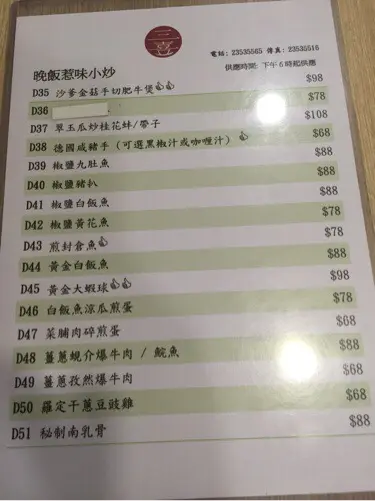 三喜
電話: 23535565 傳真: 23535516
晚飯惹味小炒
供應時間: 下午6時起供應
D35 沙爹金菇手切肥牛煲 $98
D36 $78
D37 翠玉瓜炒桂花蚌/帶子 $108
D38 德國咸豬手 (可選黑椒汁或咖喱汁) $68
D39 椒鹽九肚魚 $88
D40 椒鹽豬扒 $88
D41 椒鹽白飯魚 $88
D42 椒鹽黃花魚 $78
D43 煎封倉魚 $78
D44 黃金白飯魚 $88
D45 黃金大蝦球 $98
D46 白飯魚涼瓜煎蛋 $78
D47 菜脯肉碎煎蛋 $68
D48 薑蔥蜆介爆牛肉 / 鯇魚 $88
D49 薑蔥孜然爆牛肉 $68
D50 羅定干蔥豆豉雞 $68
D51 秘制南乳骨 $88